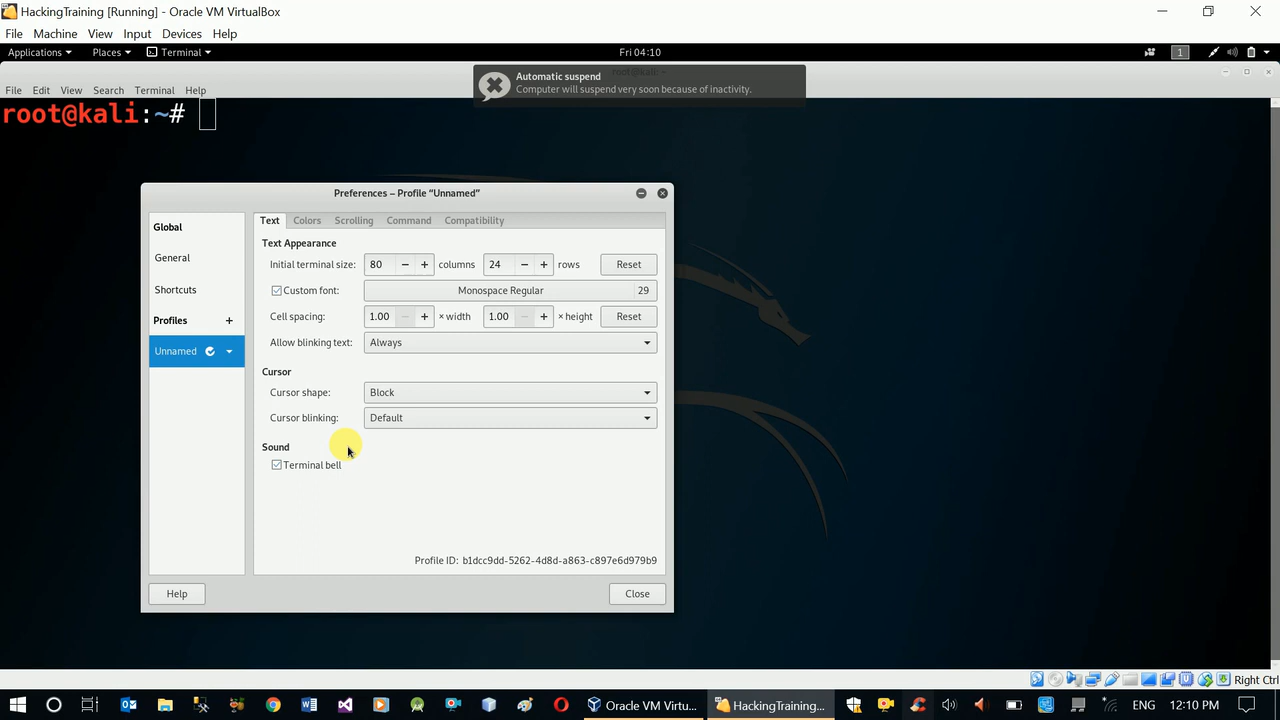 HackingTraining [Running] - Oracle VM VirtualBox
File Machine View Input Devices Help
Applications Places Terminal Fri 04:10 1
Automatic suspend
Computer will suspend very soon because of inactivity.
File Edit View Search Terminal Help
root@kali:~#
Preferences – Profile “Unnamed”
Global
General
Shortcuts
Profiles +
Unnamed
Text Colors Scrolling Command Compatibility
Text Appearance
Initial terminal size: 80 − + columns 24 − + rows Reset
Custom font: Monospace Regular 29
Cell spacing: 1.00 − + × width 1.00 − + × height Reset
Allow blinking text: Always
Cursor
Cursor shape: Block
Cursor blinking: Default
Sound
Terminal bell
Profile ID: b1dcc9dd-5262-4d8d-a863-c897e6d979b9
Help Close
Right Ctrl
Oracle VM Virtu... HackingTraining... ENG 12:10 PM